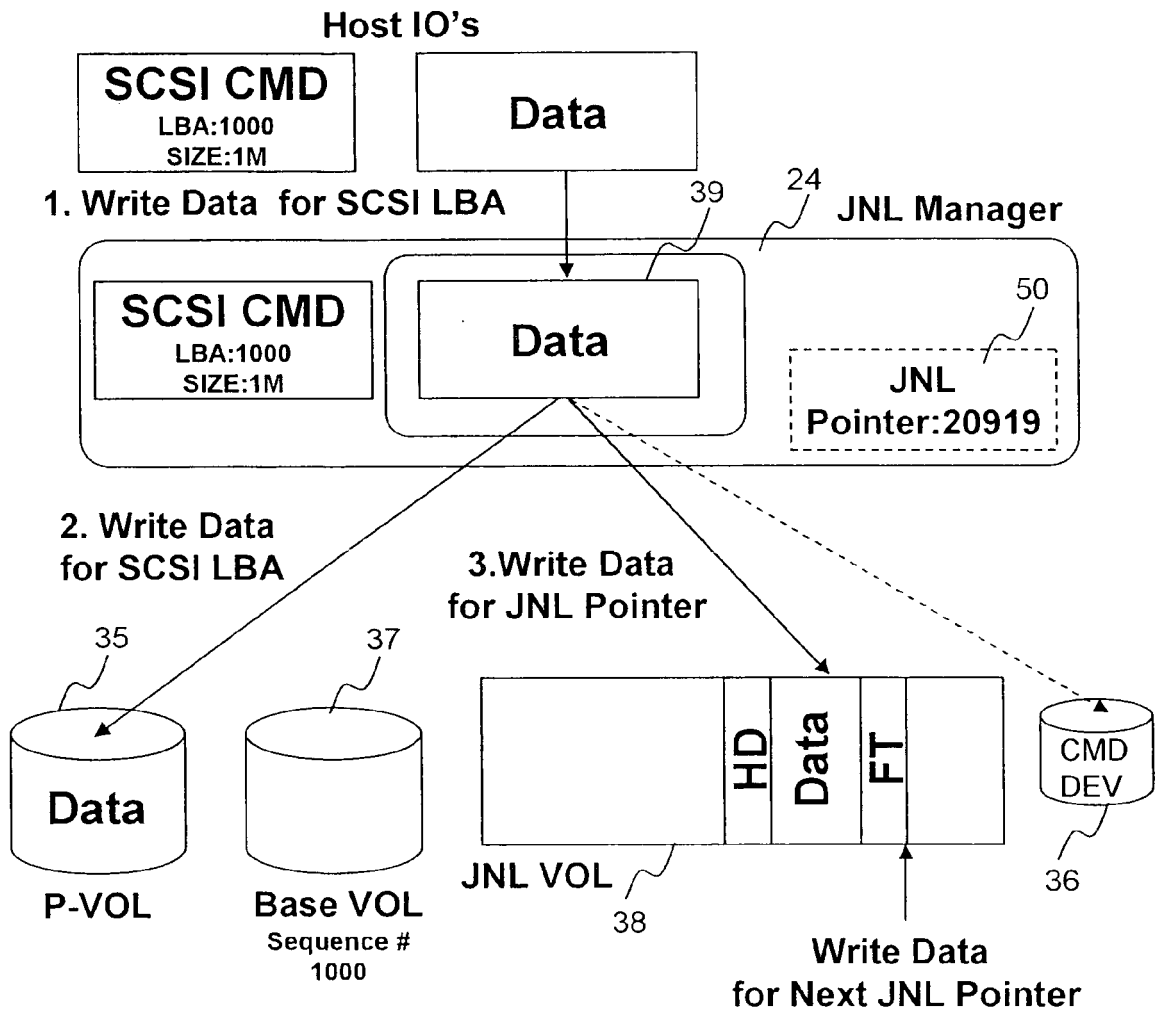 Host IO's
SCSI CMD
LBA:1000
SIZE:1M
Data
1. Write Data for SCSI LBA
39
24
JNL Manager
SCSI CMD
LBA:1000
SIZE:1M
Data
50
JNL
Pointer:20919
2. Write Data
for SCSI LBA
3.Write Data
for JNL Pointer
35
37
Data
HD
Data
FT
CMD
DEV
P-VOL
Base VOL
Sequence #
1000
JNL VOL
38
36
Write Data
for Next JNL Pointer